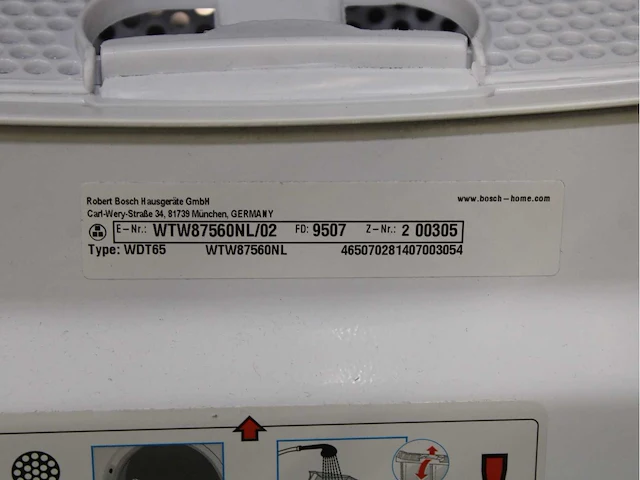 Robert Bosch Hausgeräte GmbH www.bosch-home.com
Carl-Wery-Straße 34, 81739 München, GERMANY
E-Nr.: WTW87560NL/02 FD: 9507 Z-Nr.: 2 00305
Type: WDT65 WTW87560NL 465070281407003054